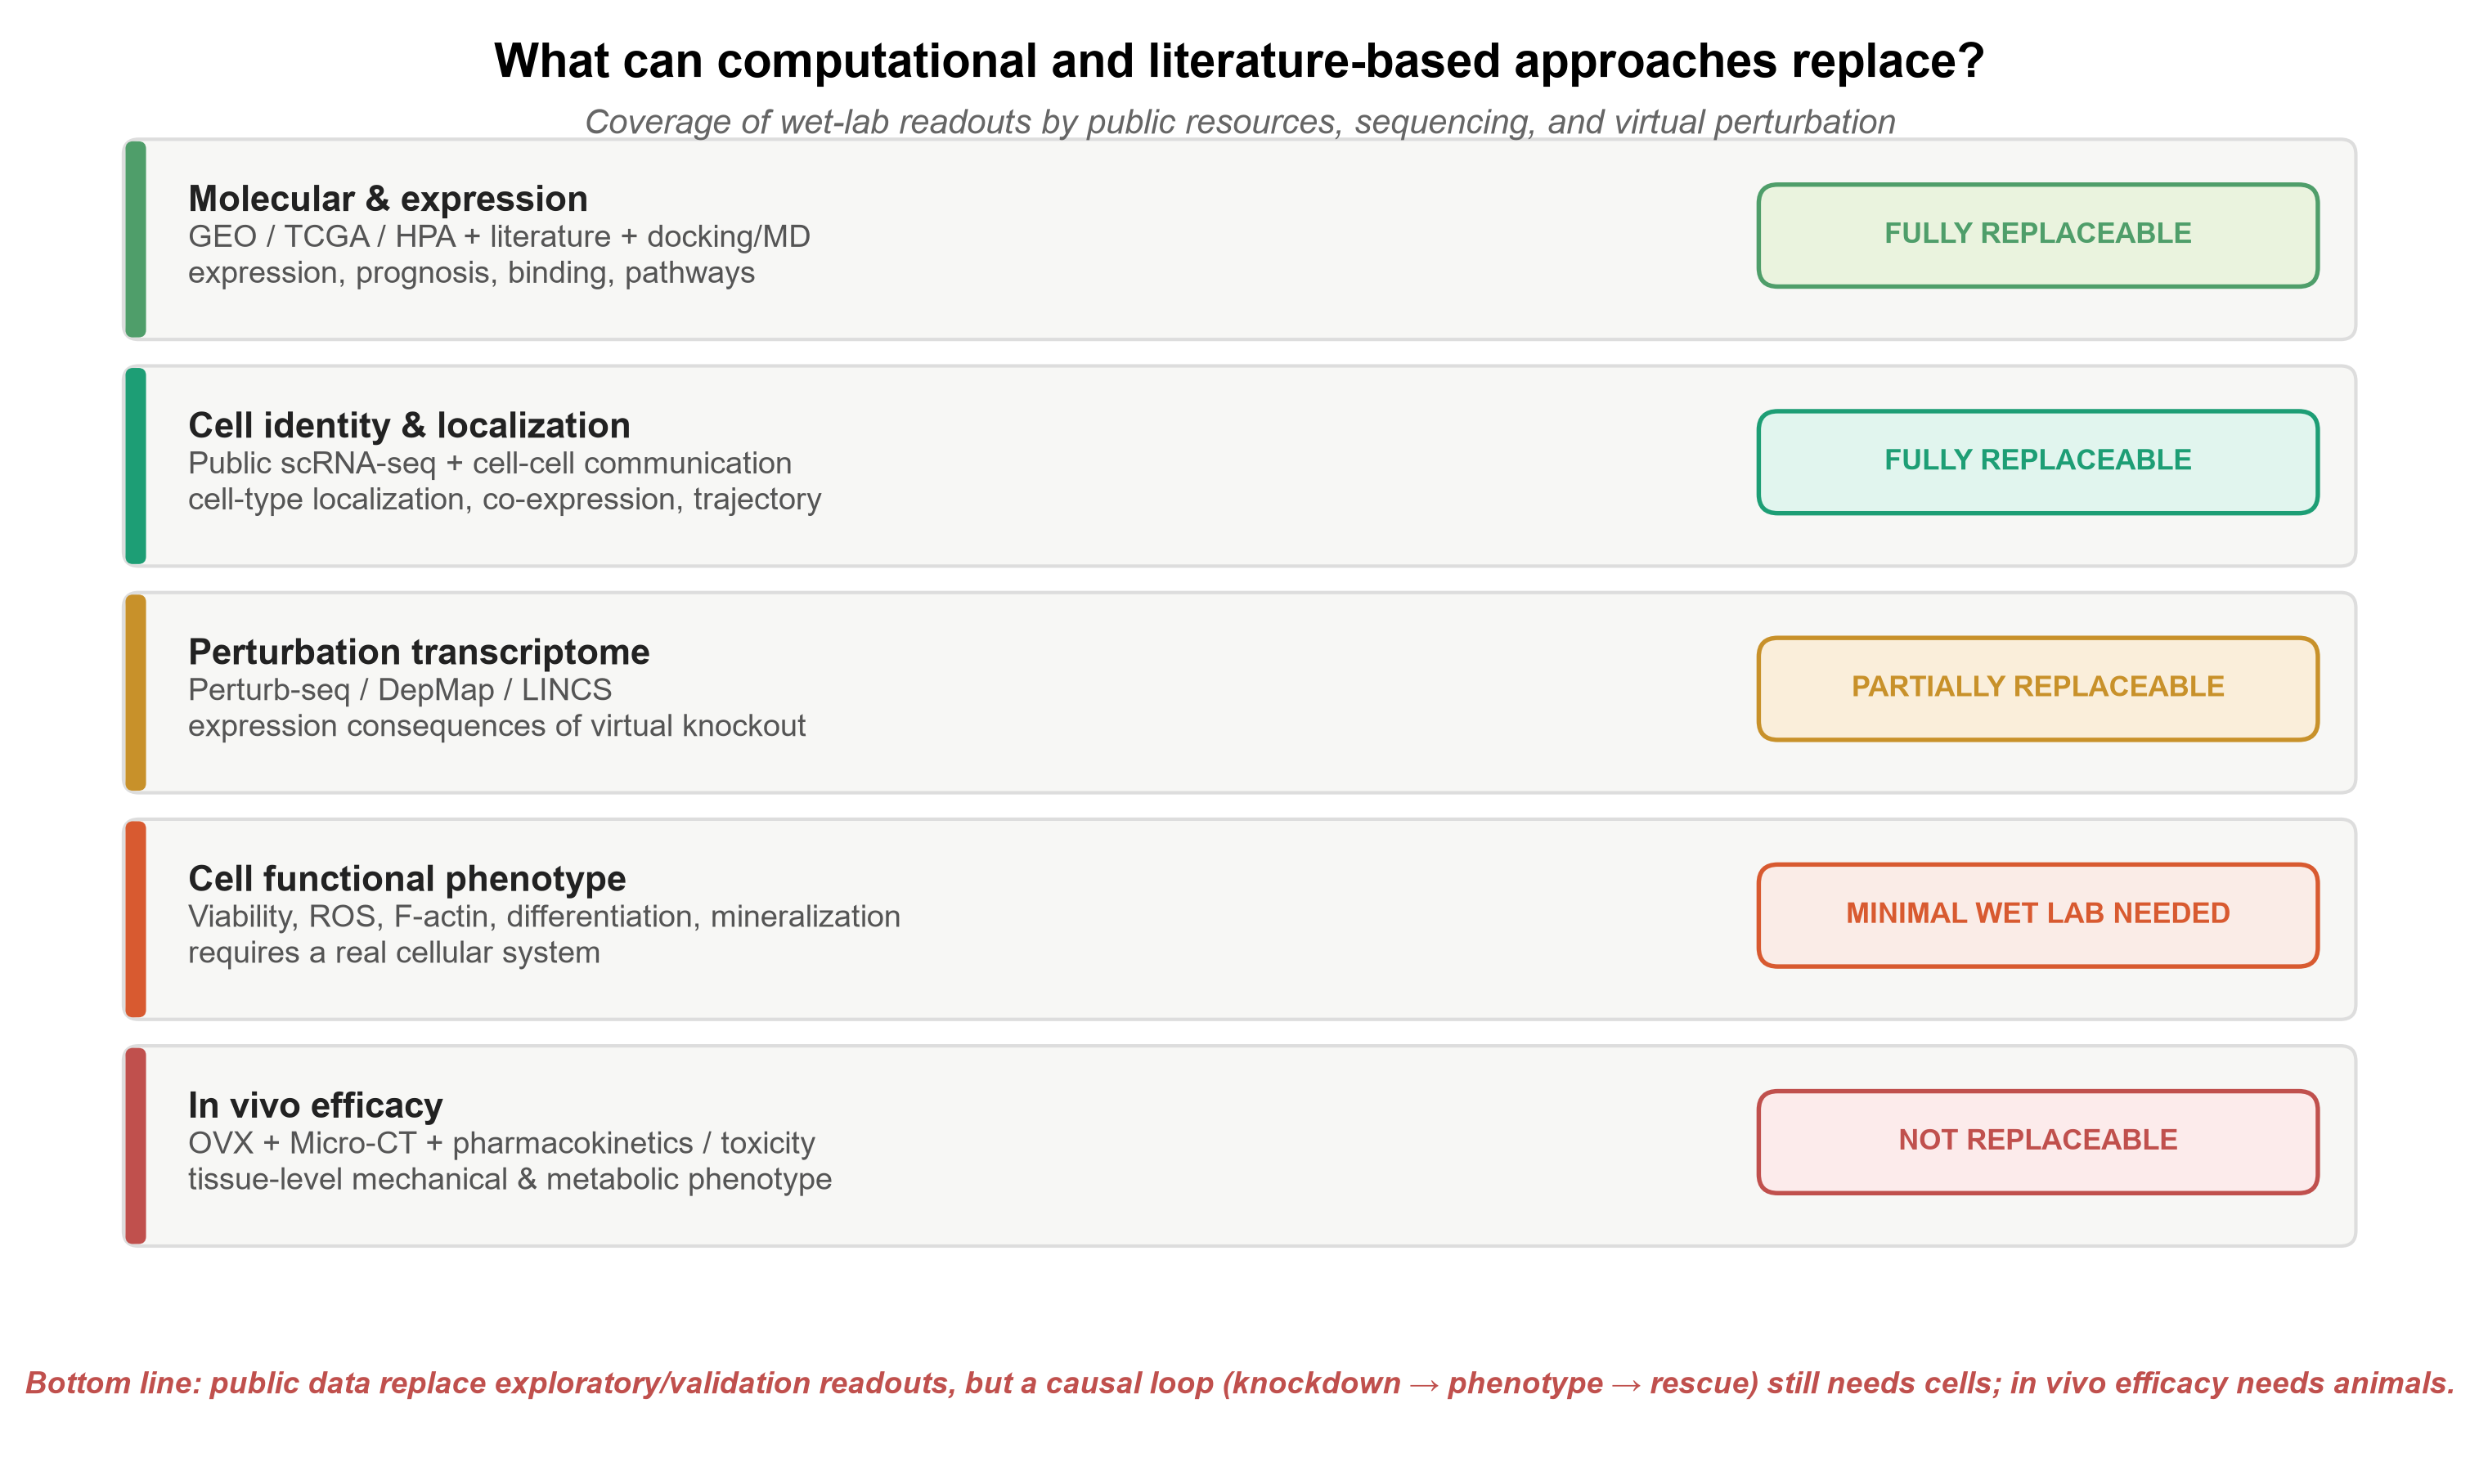 What can computational and literature-based approaches replace?
Coverage of wet-lab readouts by public resources, sequencing, and virtual perturbation
Molecular & expression
GEO / TCGA / HPA + literature + docking/MD
expression, prognosis, binding, pathways
FULLY REPLACEABLE
Cell identity & localization
Public scRNA-seq + cell-cell communication
cell-type localization, co-expression, trajectory
FULLY REPLACEABLE
Perturbation transcriptome
Perturb-seq / DepMap / LINCS
expression consequences of virtual knockout
PARTIALLY REPLACEABLE
Cell functional phenotype
Viability, ROS, F-actin, differentiation, mineralization
requires a real cellular system
MINIMAL WET LAB NEEDED
In vivo efficacy
OVX + Micro-CT + pharmacokinetics / toxicity
tissue-level mechanical & metabolic phenotype
NOT REPLACEABLE
Bottom line: public data replace exploratory/validation readouts, but a causal loop (knockdown → phenotype → rescue) still needs cells; in vivo efficacy needs animals.